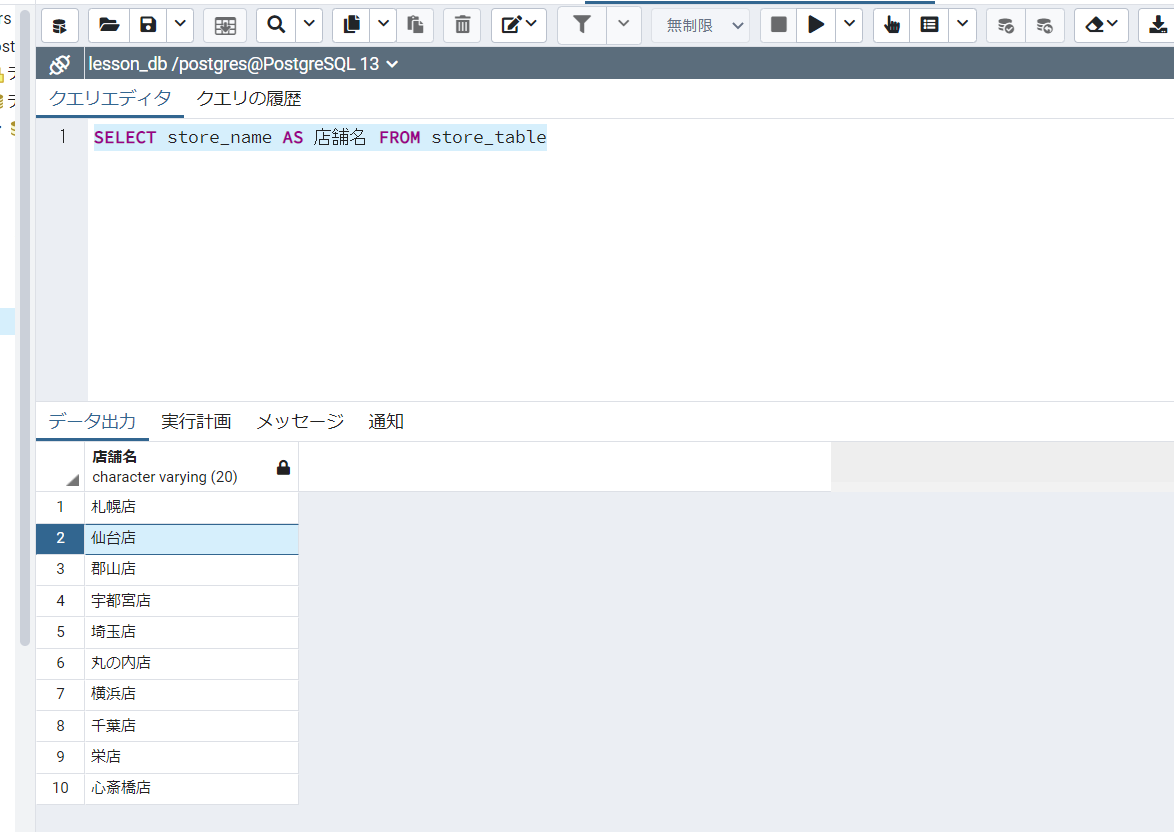 rs
ost
無制限
lesson_db /postgres@PostgreSQL 13
クエリエディタ クエリの履歴
1 SELECT store_name AS 店舗名 FROM store_table
データ出力 実行計画 メッセージ 通知
店舗名
character varying (20)
1 札幌店
2 仙台店
3 郡山店
4 宇都宮店
5 埼玉店
6 丸の内店
7 横浜店
8 千葉店
9 栄店
10 心斎橋店